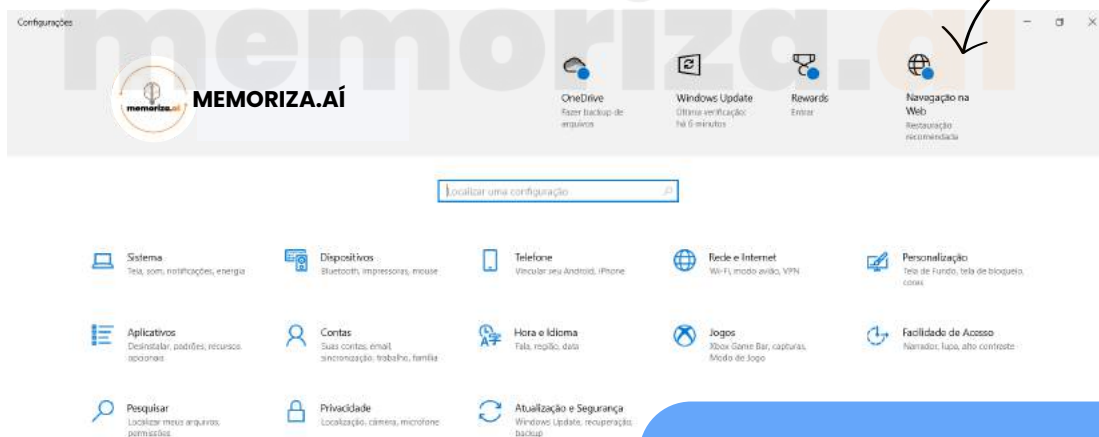 memoriza.aí
Configurações
memoriza.aí
MEMORIZA.AÍ
OneDrive
Fazer backup de
arquivos
Windows Update
Última verificação:
há 6 minutos
Rewards
Entrar
Navegação na
Web
Restauração
recomendada
Localizar uma configuração
Sistema
Tela, som, notificações, energia
Dispositivos
Bluetooth, impressoras, mouse
Telefone
Vincular seu Android, iPhone
Rede e Internet
Wi-Fi, modo avião, VPN
Personalização
Tela de Fundo, tela de bloqueio,
cores
Aplicativos
Desinstalar, padrões, recursos
opcionais
Contas
Suas contas, email,
sincronização, trabalho, família
Hora e Idioma
Fala, região, data
Jogos
Xbox Game Bar, capturas,
Modo de Jogo
Facilidade de Acesso
Narrador, lupa, alto contraste
Pesquisar
Localizar meus arquivos,
permissões
Privacidade
Localização, câmera, microfone
Atualização e Segurança
Windows Update, recuperação,
backup